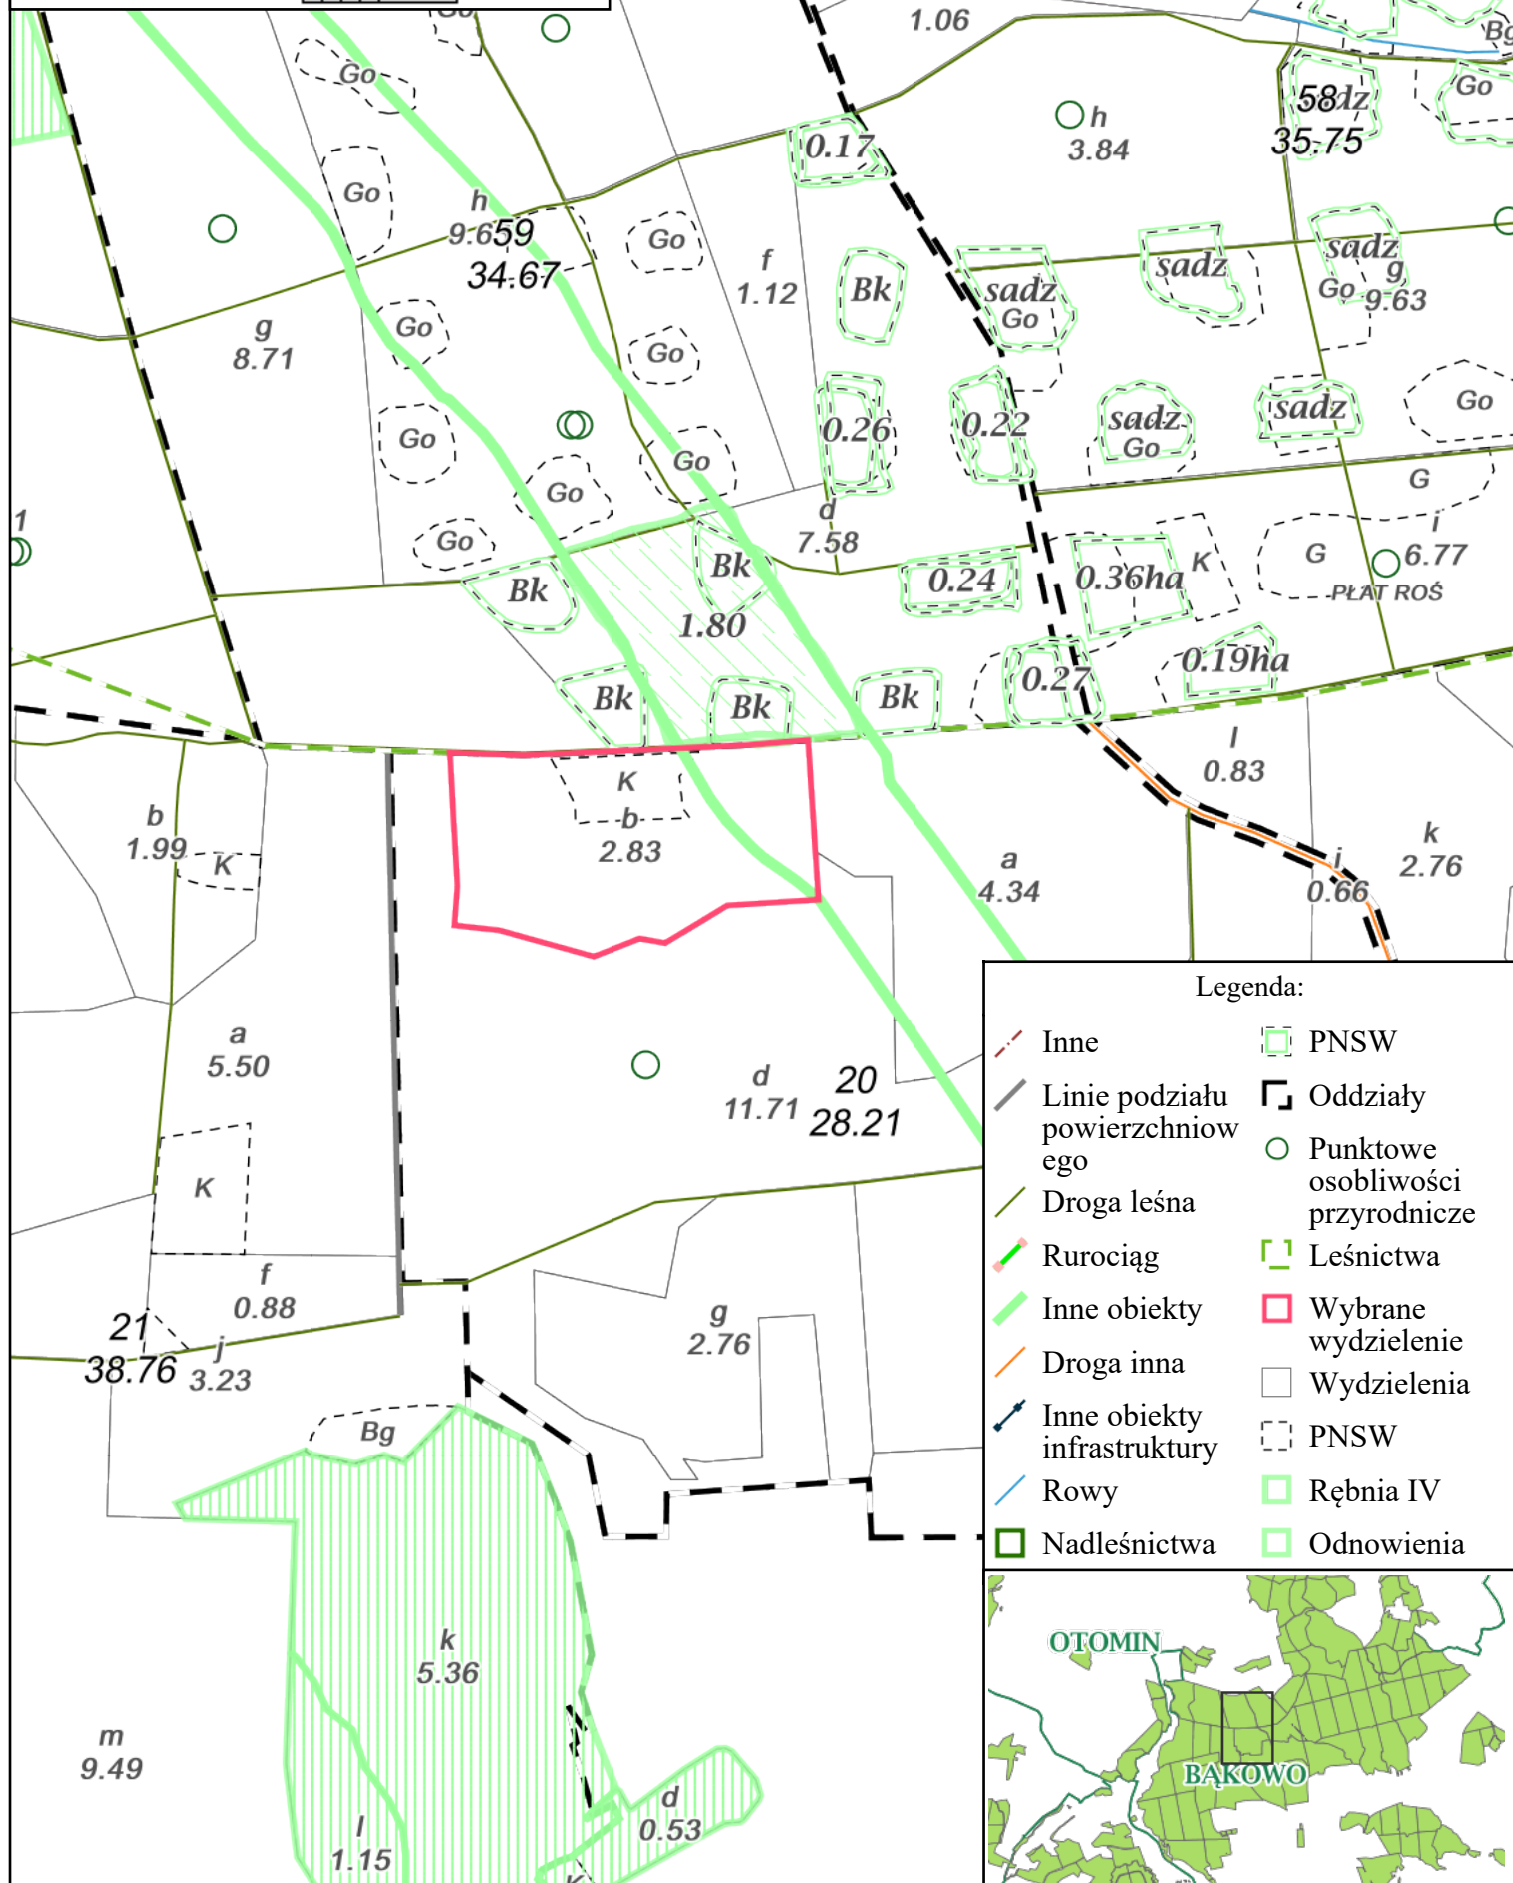 Go
1.06
Bg
Go
Go
58
sadz
35.75
h
3.84
0.17
Go
h
9.6
59
34.67
Go
f
1.12
Bk
sadz
Go
sadz
sadz
g
Go
9.63
g
8.71
Go
Go
Go
Go
Go
0.26
0.22
sadz
Go
sadz
Go
Go
Go
G
1
d
7.58
G
i
6.77
PŁAT ROŚ
K
Bk
Bk
0.24
0.36ha
1.80
0.19ha
Bk
Bk
Bk
0.27
l
0.83
K
b
2.83
b
1.99
K
a
4.34
i
0.66
k
2.76
a
5.50
d
11.71
20
28.21
K
f
0.88
21
38.76
j
3.23
g
2.76
Bg
k
5.36
m
9.49
l
1.15
d
0.53
K
Legenda:
Inne
Linie podziału
powierzchniow
ego
Droga leśna
Rurociąg
Inne obiekty
Droga inna
Inne obiekty
infrastruktury
Rowy
Nadleśnictwa
PNSW
Oddziały
Punktowe
osobliwości
przyrodnicze
Leśnictwa
Wybrane
wydzielenie
Wydzielenia
PNSW
Rębnia IV
Odnowienia
OTOMIN
BĄKOWO